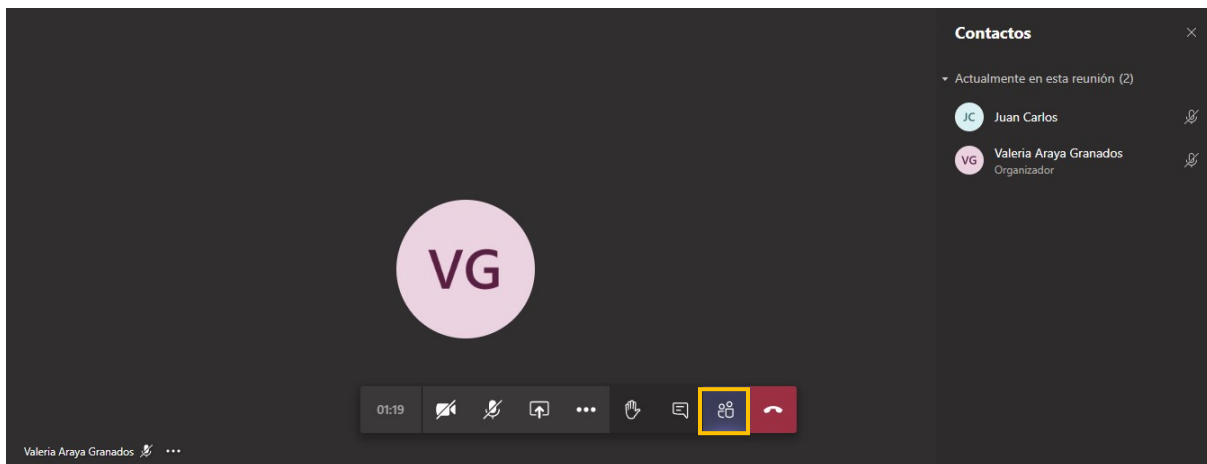 Contactos
Actualmente en esta reunión (2)
JC Juan Carlos
VG Valeria Araya Granados
Organizador
VG
01:19
Valeria Araya Granados